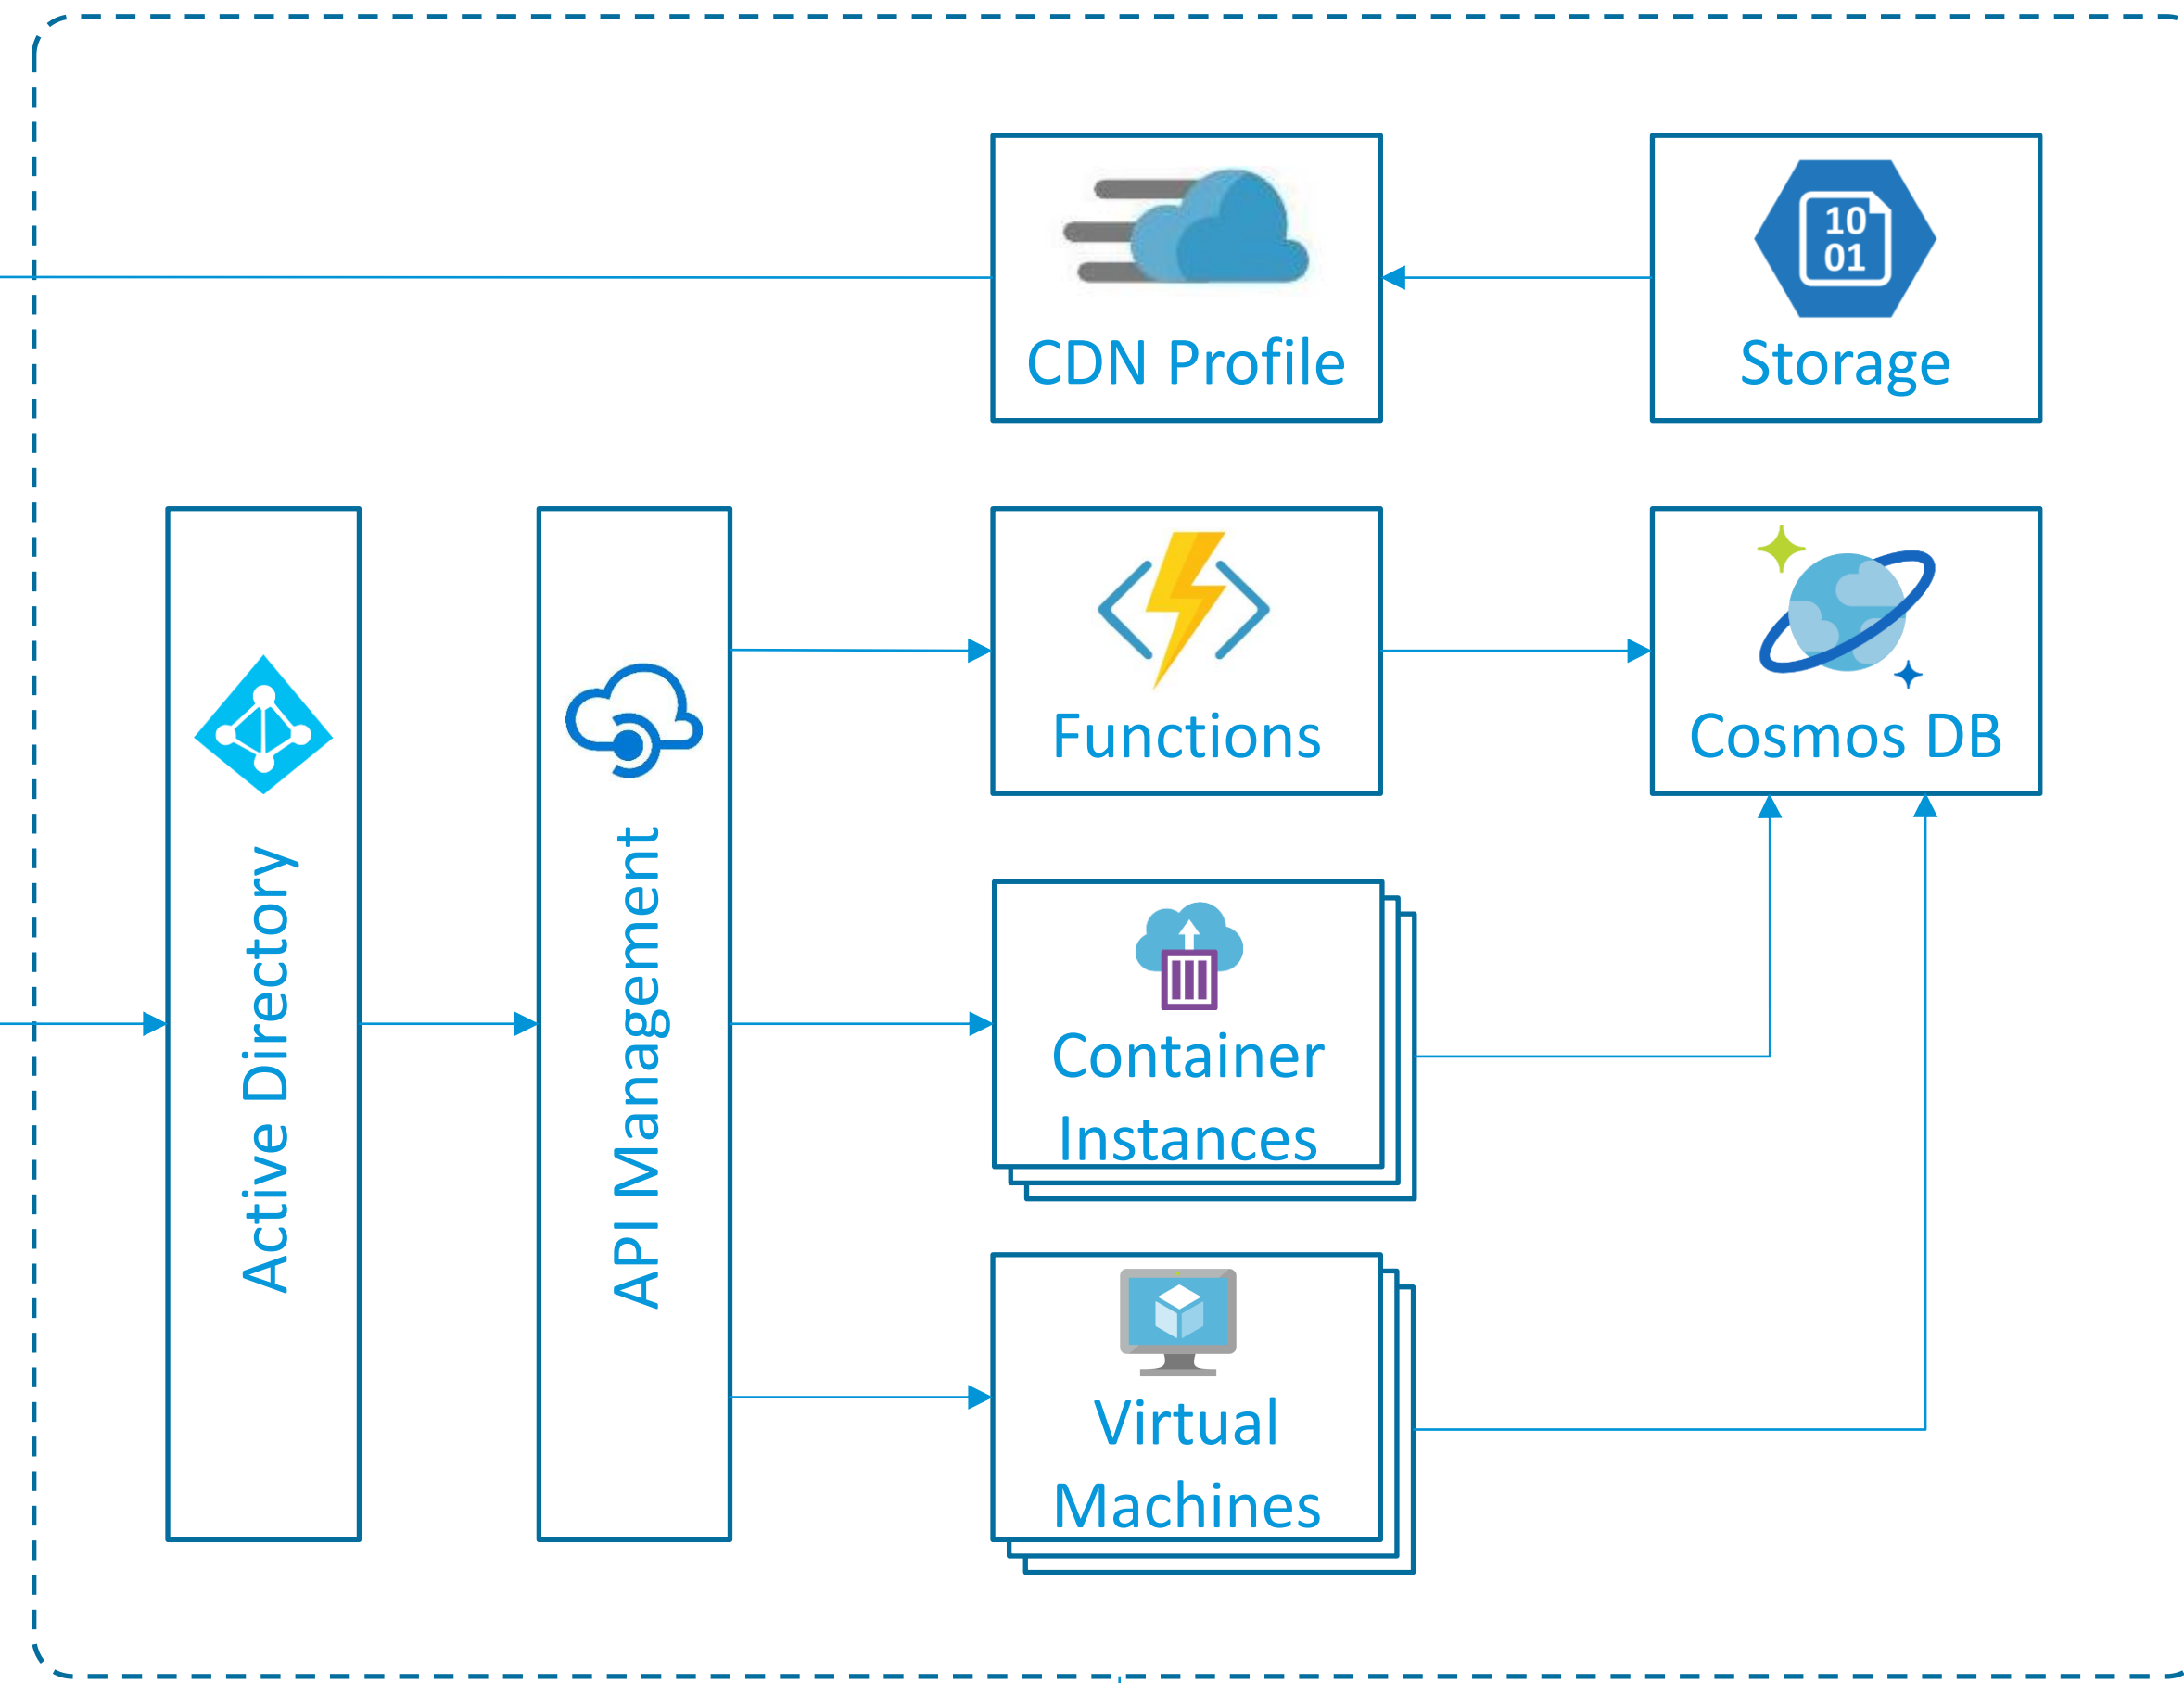 CDN Profile
10
01
Storage
Active Directory
API Management
Functions
Cosmos DB
Container
Instances
Virtual
Machines